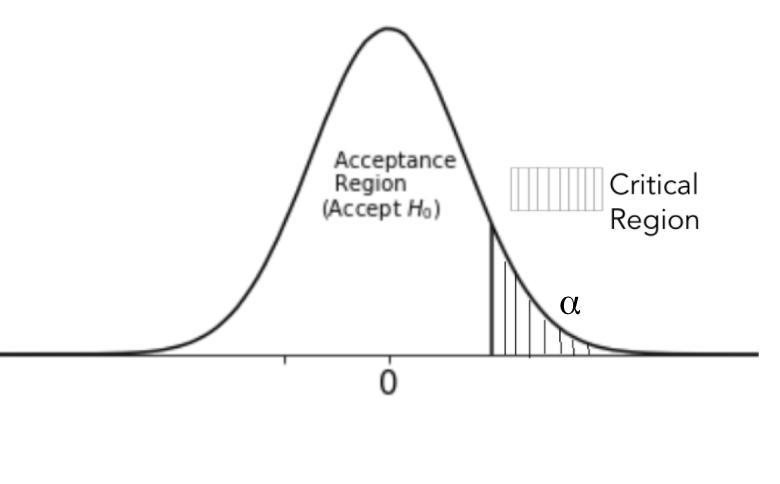 Acceptance
Region
(Accept H₀)
Critical
Region
α
0